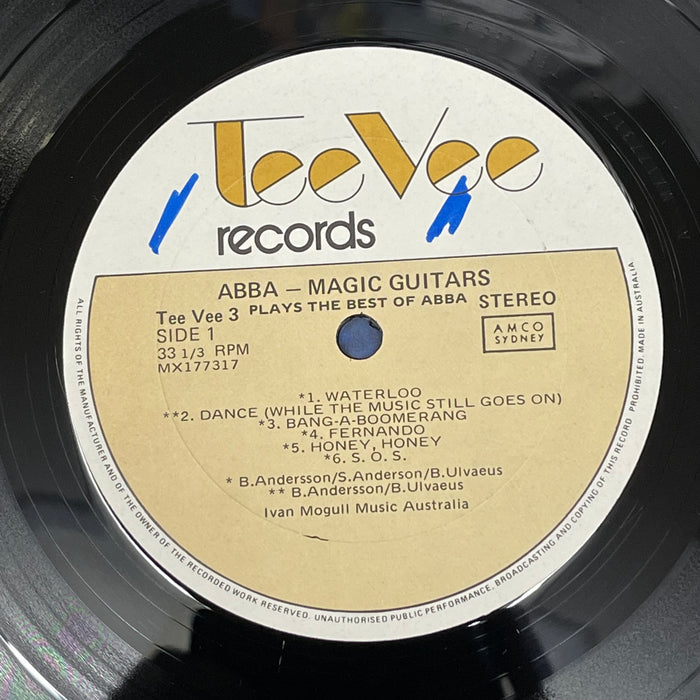 TeeVee
records
ABBA – MAGIC GUITARS
Tee Vee 3 PLAYS THE BEST OF ABBA STEREO
SIDE 1
33 1/3 RPM
MX177317
AMCO
SYDNEY
*1. WATERLOO
**2. DANCE (WHILE THE MUSIC STILL GOES ON)
*3. BANG-A-BOOMERANG
*4. FERNANDO
*5. HONEY, HONEY
*6. S.O.S.
* B.Andersson/S.Anderson/B.Ulvaeus
** B.Andersson/B.Ulvaeus
Ivan Mogull Music Australia
ALL RIGHTS OF THE MANUFACTURER AND OF THE OWNER OF THE RECORDED WORK RESERVED. UNAUTHORISED PUBLIC PERFORMANCE, BROADCASTING AND COPYING OF THIS RECORD PROHIBITED. MADE IN AUSTRALIA